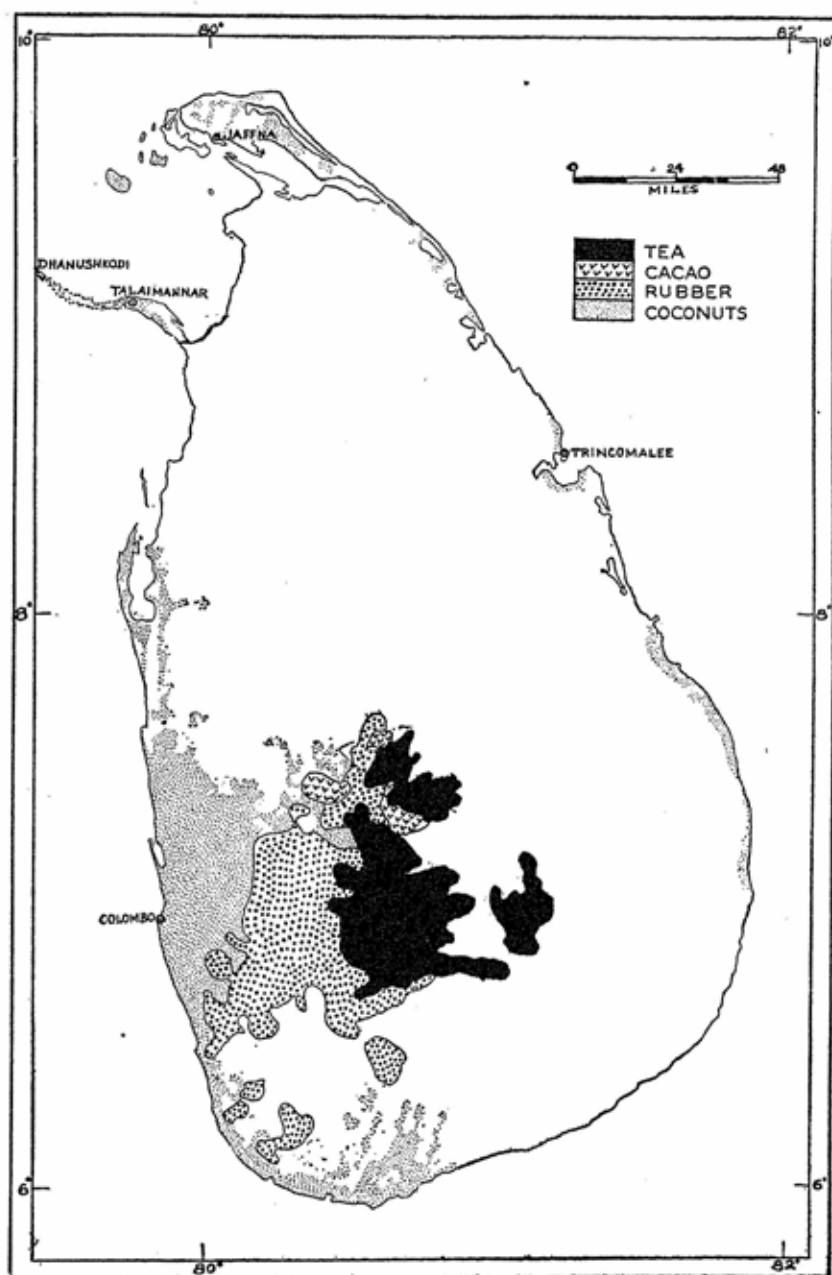 80° 82°
10° 10°
JAFFNA
0 24 48
MILES
DHANUSHKODI
TALAIMANNAR
TEA
CACAO
RUBBER
COCONUTS
TRINCOMALEE
8° 8°
COLOMBO
6° 6°
80° 82°